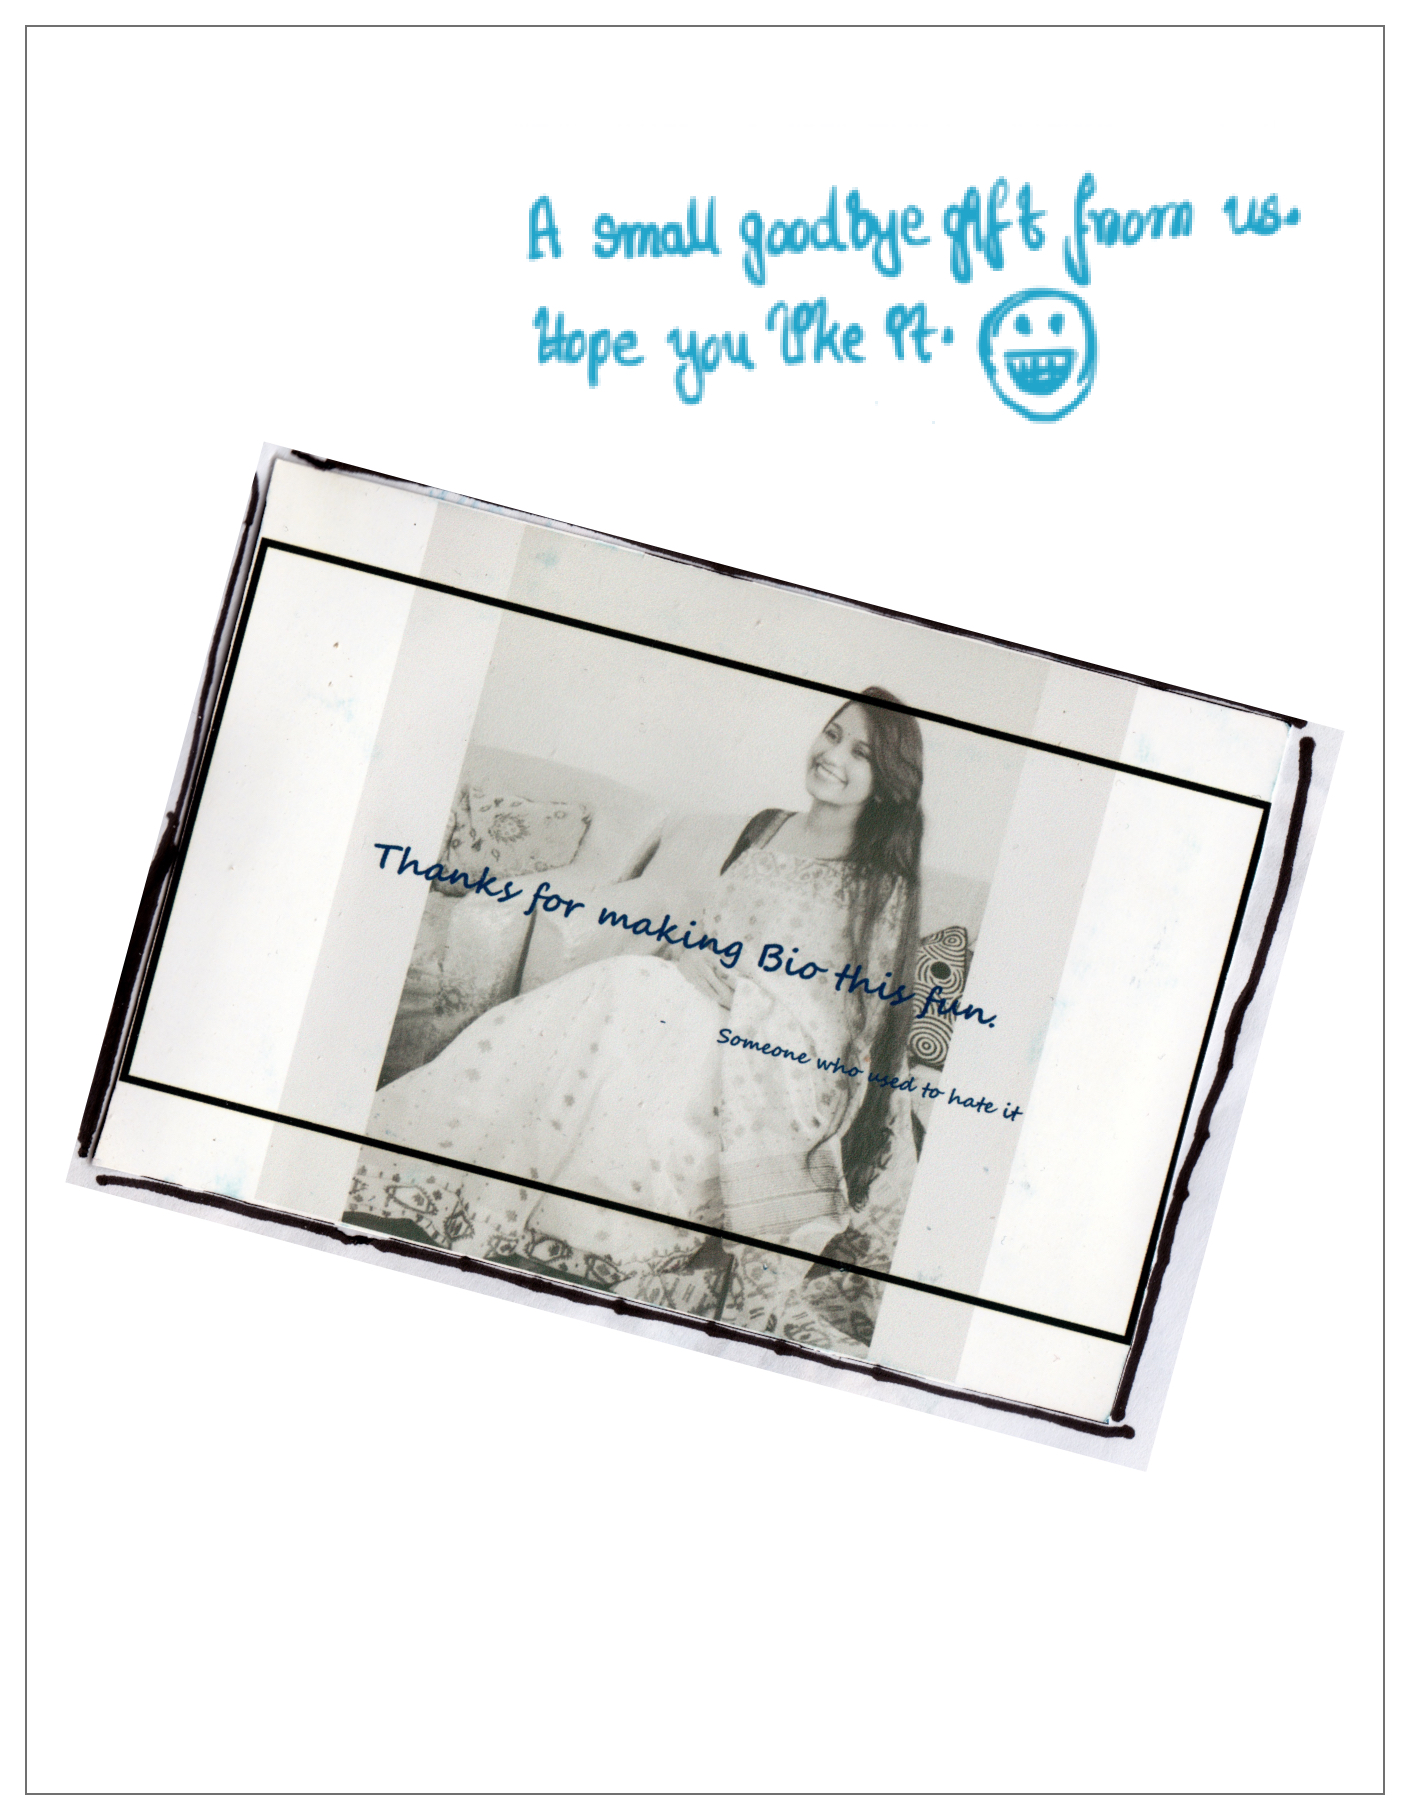 A small goodbye gift from us.
Hope you like it.
Thanks for making Bio this fun.
Someone who used to hate it